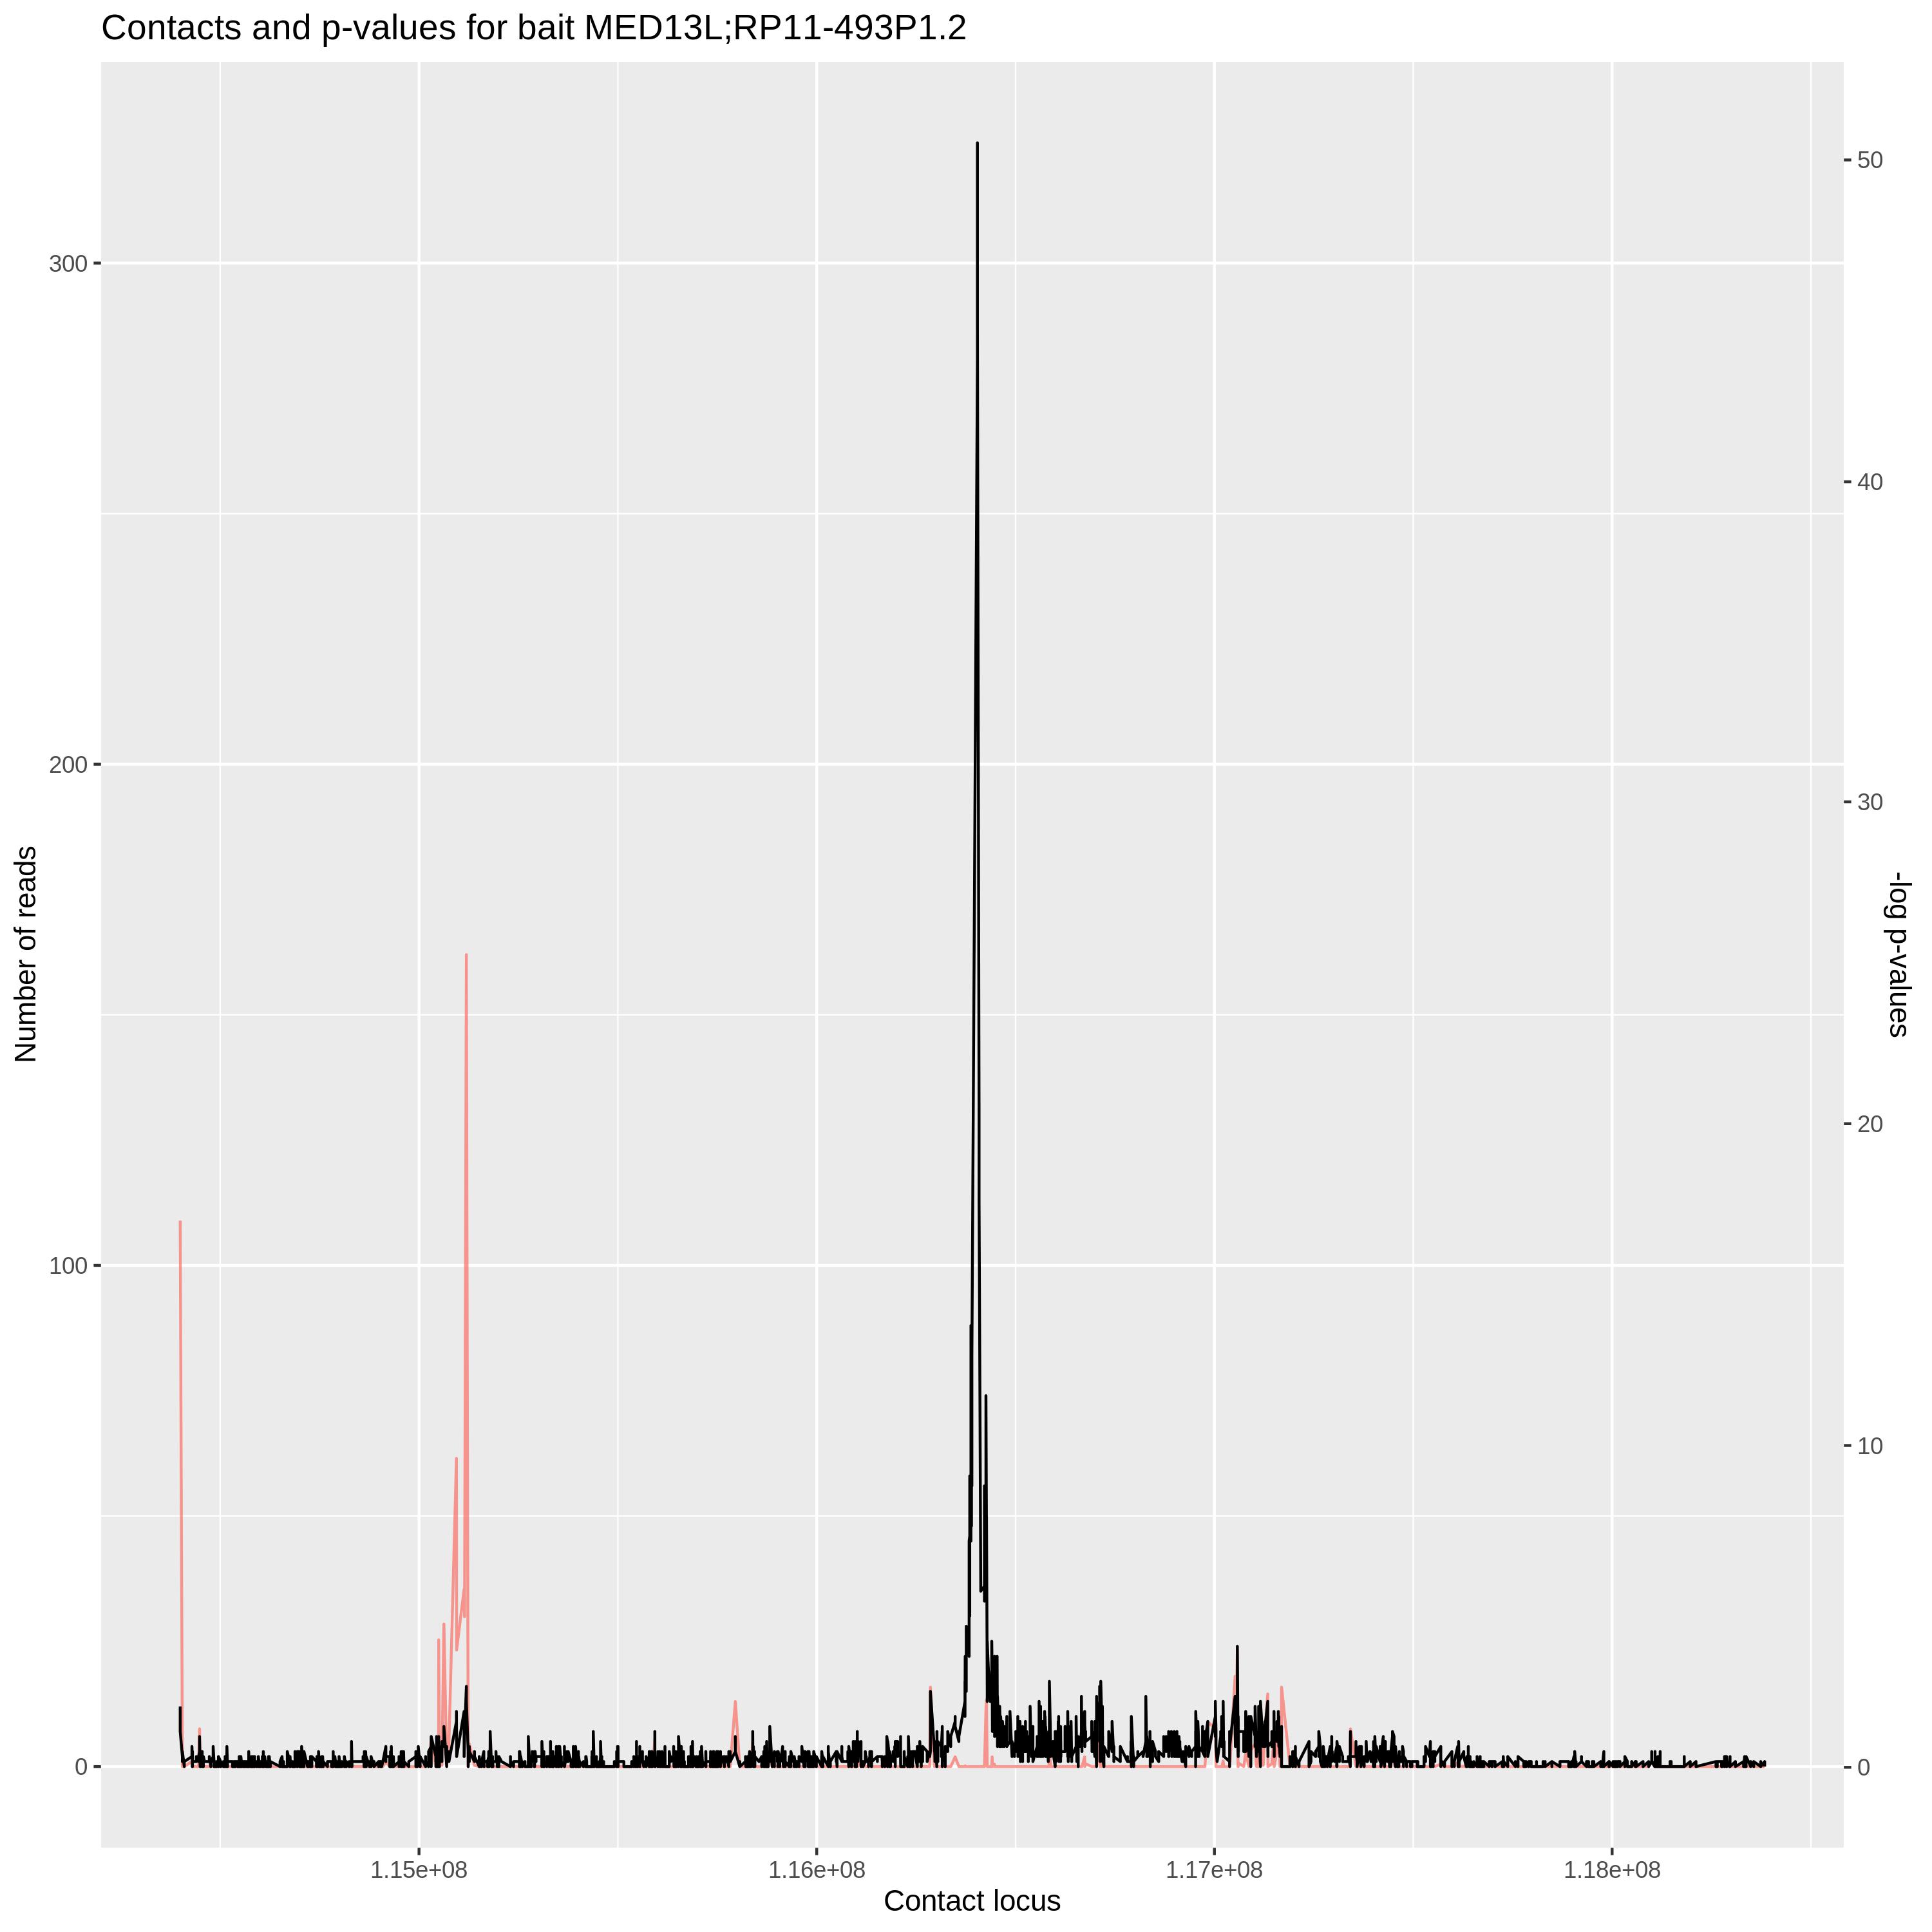 Contacts and p-values for bait MED13L;RP11-493P1.2
300
200
100
0
Number of reads
50
40
30
20
10
0
-log p-values
1.15e+08
1.16e+08
1.17e+08
1.18e+08
Contact locus